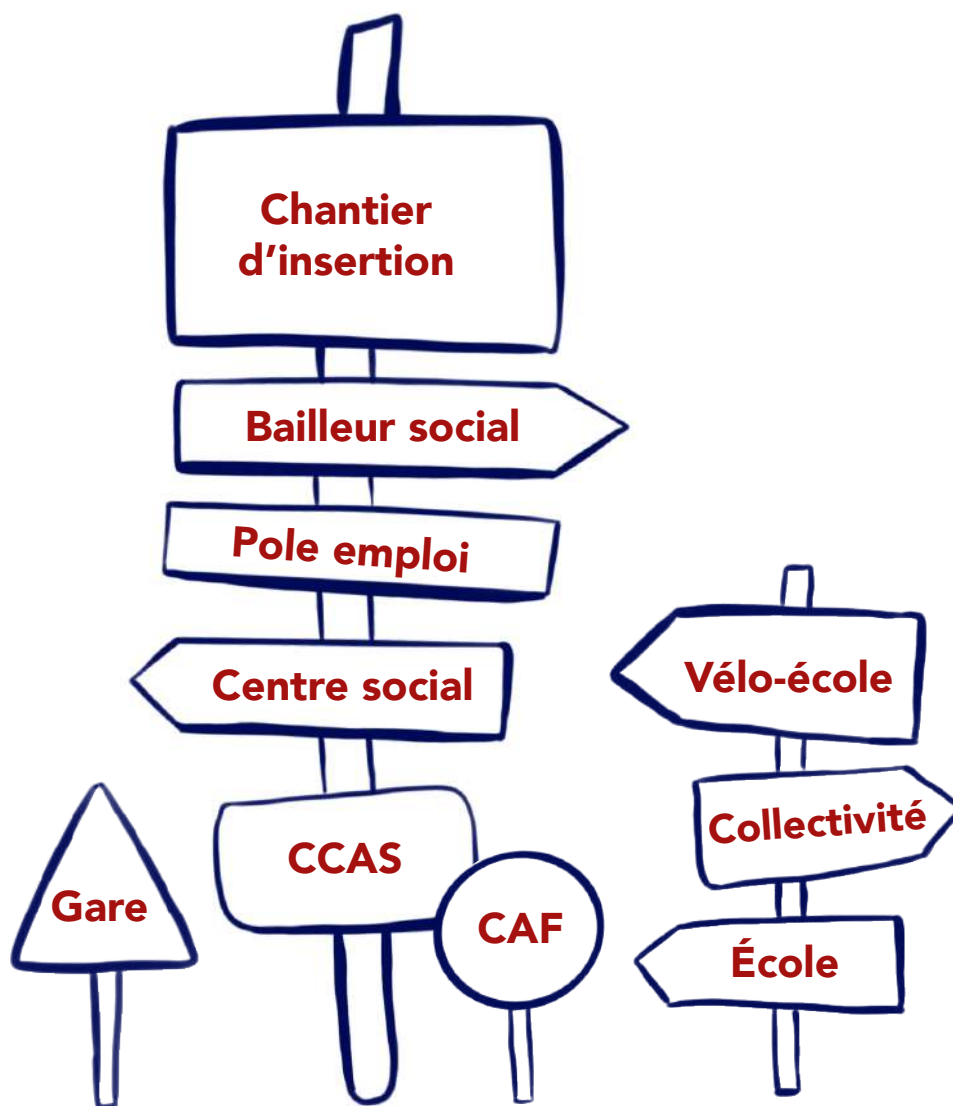 Chantier
d’insertion
Bailleur social
Pole emploi
Centre social
CCAS
Gare
CAF
Vélo-école
Collectivité
École